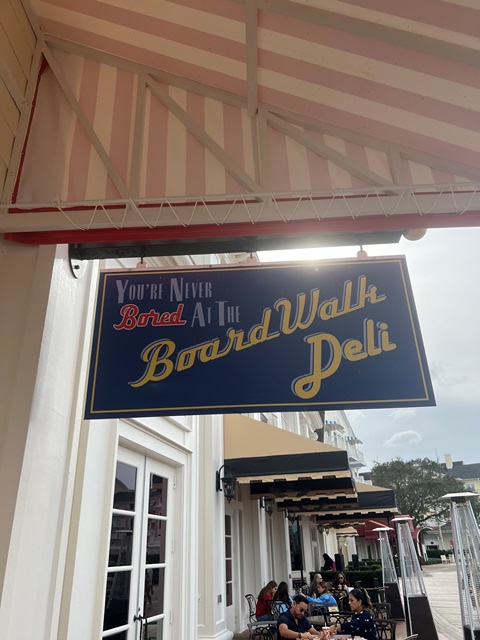 You're Never
Bored At The
BoardWalk
Deli